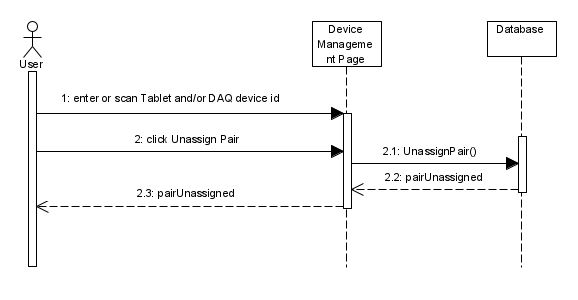 User
Device
Manageme
nt Page
Database
1: enter or scan Tablet and/or DAQ device id
2: click Unassign Pair
2.1: UnassignPair()
2.2: pairUnassigned
2.3: pairUnassigned